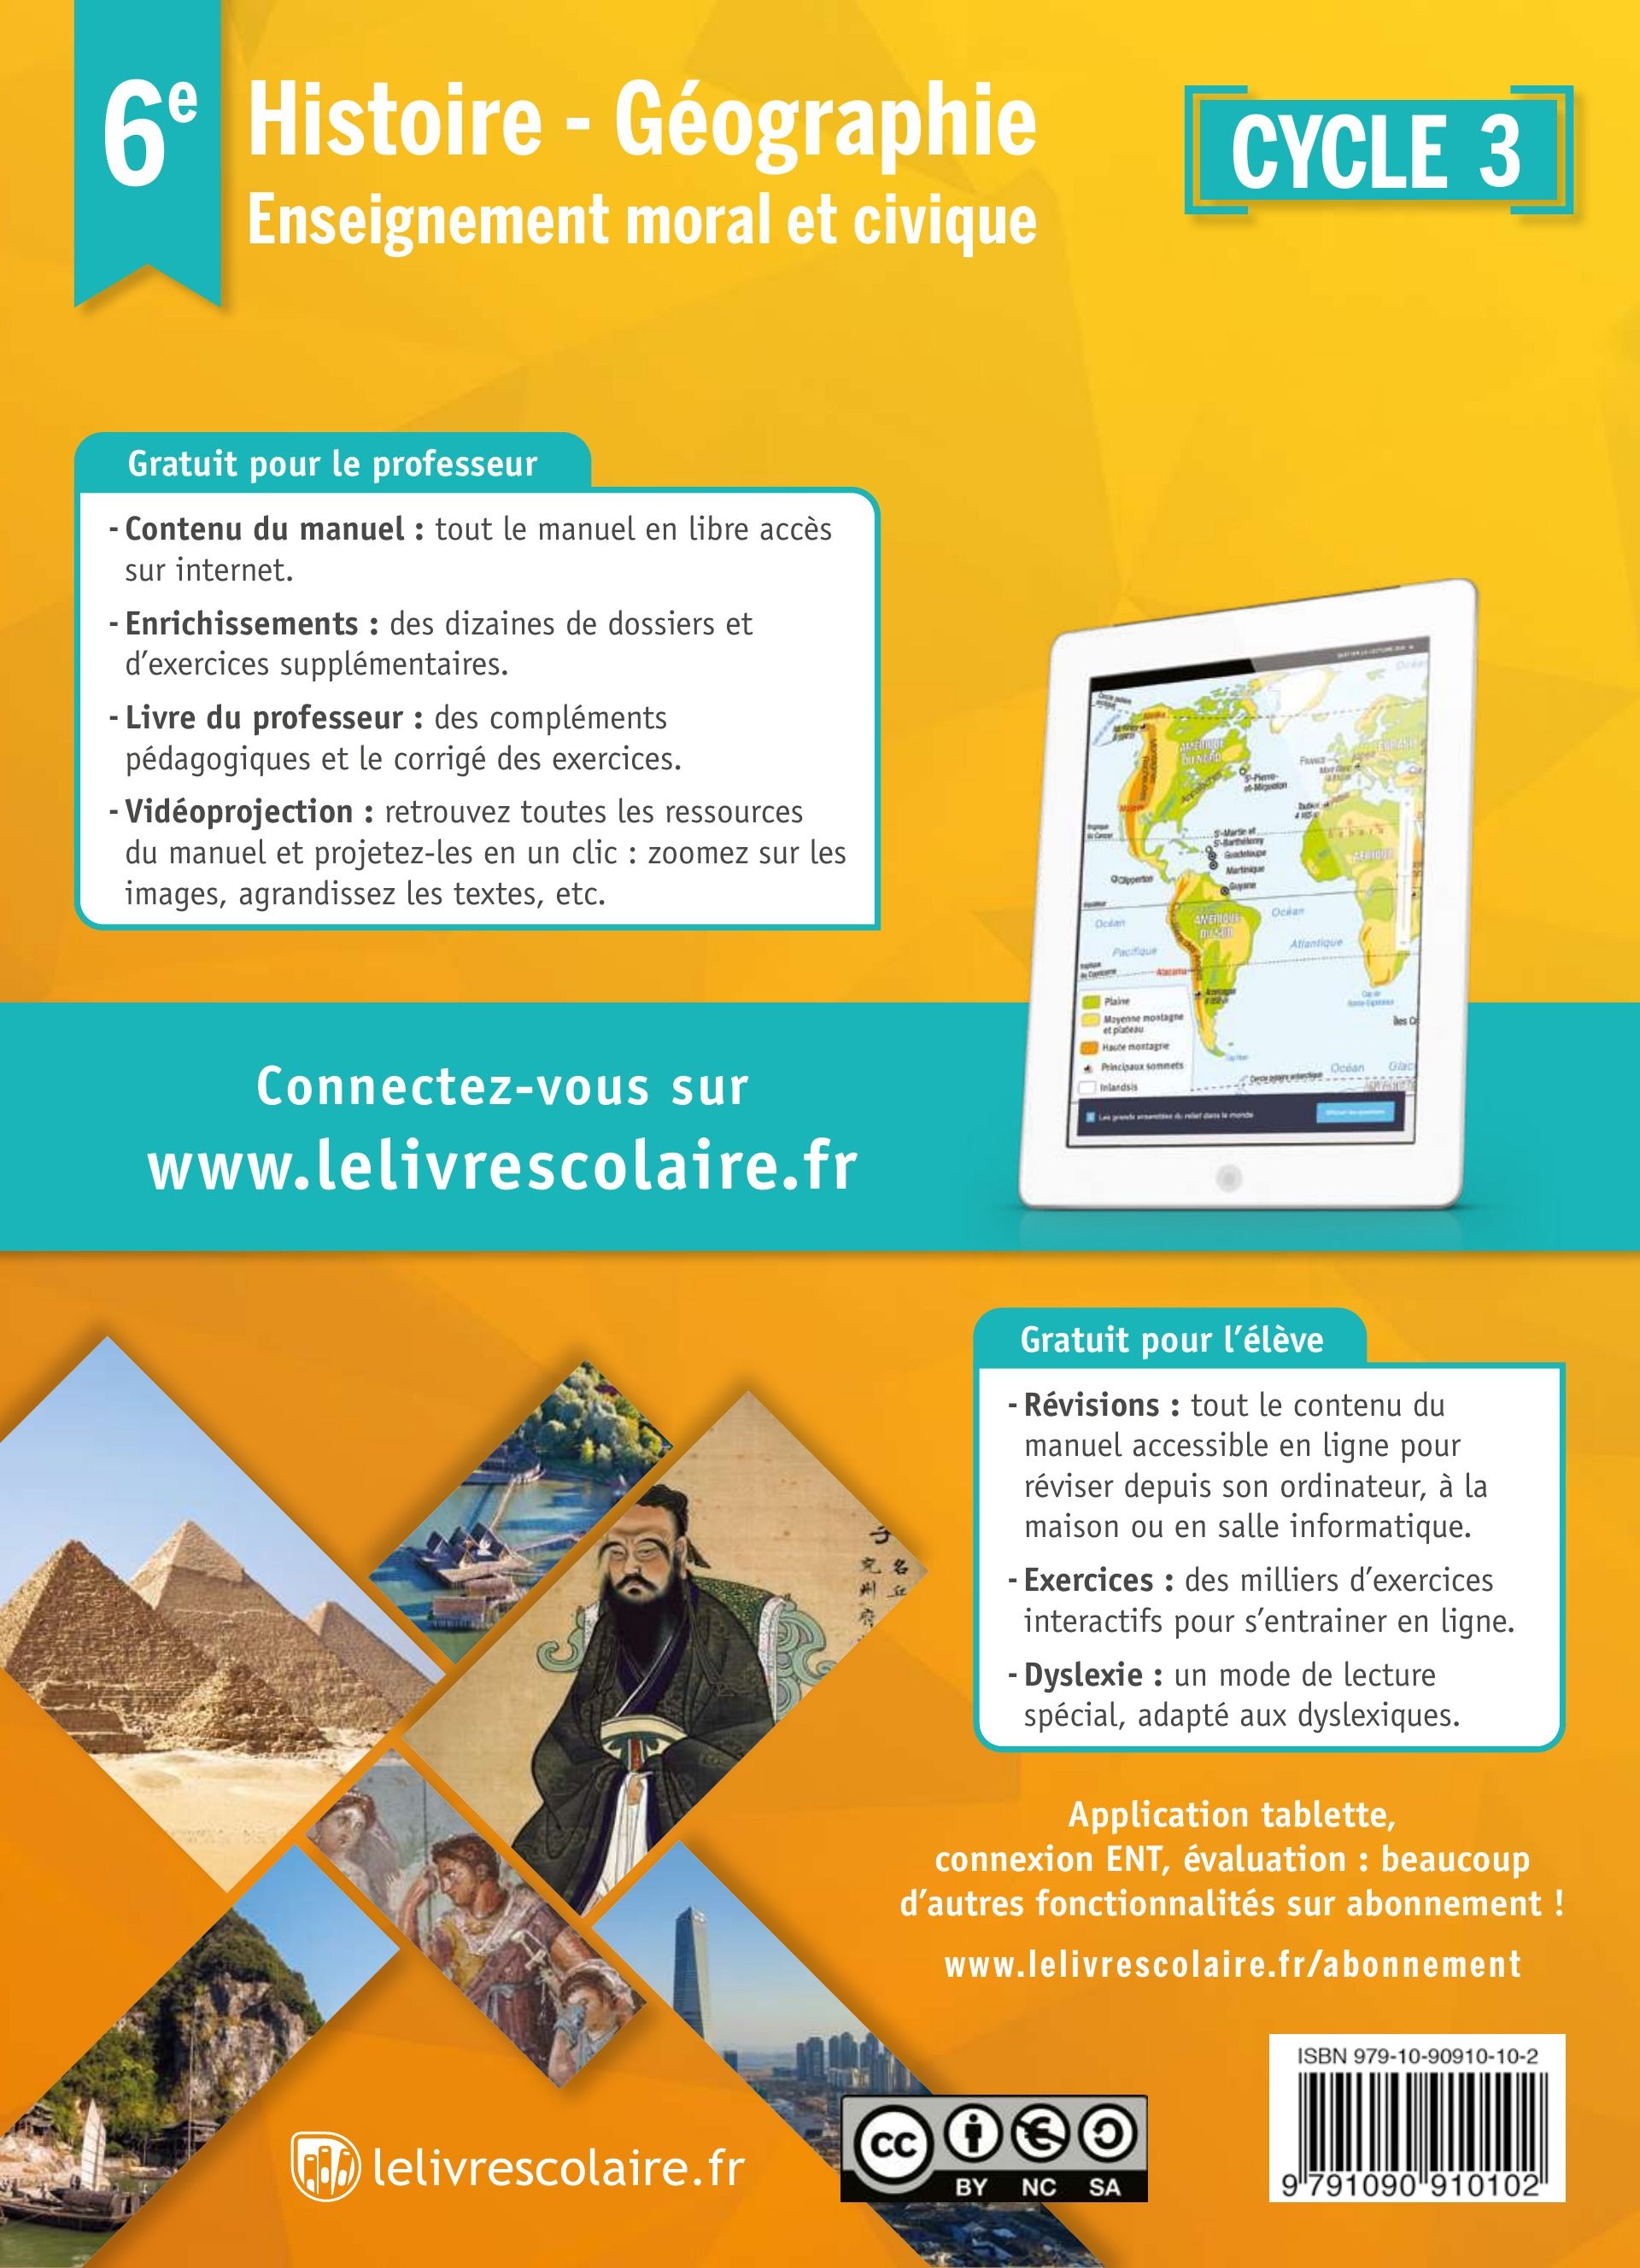 6e
Histoire - Géographie
Enseignement moral et civique
CYCLE 3
Gratuit pour le professeur
- Contenu du manuel : tout le manuel en libre accès
sur internet.
- Enrichissements : des dizaines de dossiers et
d'exercices supplémentaires.
- Livre du professeur : des compléments
pédagogiques et le corrigé des exercices.
- Vidéoprojection : retrouvez toutes les ressources
du manuel et projetez-les en un clic : zoomez sur les
images, agrandissez les textes, etc.
AMÉRIQUE
DU NORD
St-Pierre-
et-Miquelon
St-Martin et
St-Barthélemy
Guadeloupe
Martinique
Guyane
Clipperton
AMÉRIQUE
DU SUD
AFRIQUE
Océan
Pacifique
Océan
Atlantique
Atacama
Plaine
Moyenne montagne
et plateau
Haute montagne
Principaux sommets
Inlandsis
Océan
Les grands ensembles du relief dans le monde
Connectez-vous sur
www.lelivrescolaire.fr
Gratuit pour l'élève
- Révisions : tout le contenu du
manuel accessible en ligne pour
réviser depuis son ordinateur, à la
maison ou en salle informatique.
- Exercices : des milliers d'exercices
interactifs pour s'entrainer en ligne.
- Dyslexie : un mode de lecture
spécial, adapté aux dyslexiques.
Application tablette,
connexion ENT, évaluation : beaucoup
d'autres fonctionnalités sur abonnement !
www.lelivrescolaire.fr/abonnement
lelivrescolaire.fr
cc
BY NC SA
ISBN 979-10-90910-10-2
9 791090 910102